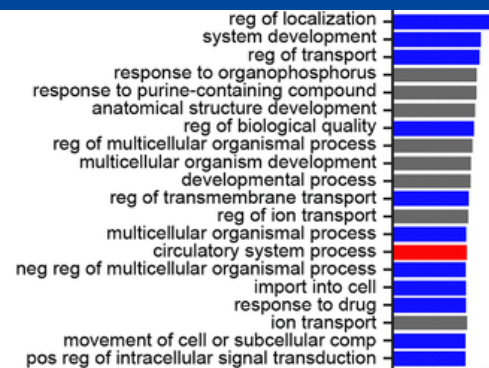 reg of localization
system development
reg of transport
response to organophosphorus
response to purine-containing compound
anatomical structure development
reg of biological quality
reg of multicellular organismal process
multicellular organism development
developmental process
reg of transmembrane transport
reg of ion transport
multicellular organismal process
circulatory system process
neg reg of multicellular organismal process
import into cell
response to drug
ion transport
movement of cell or subcellular comp
pos reg of intracellular signal transduction